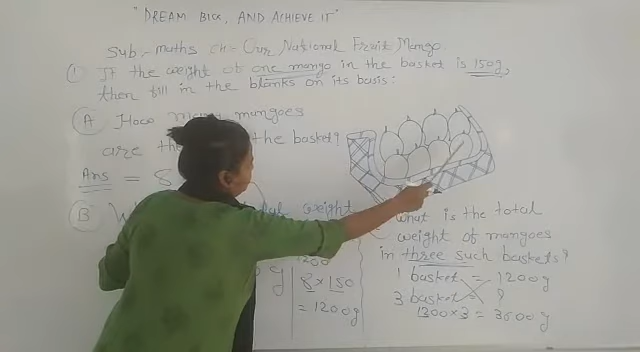 "DREAM BIG, AND ACHIEVE IT"
Sub - maths CH - Our National Fruit Mango
① If the weight of one mango in the basket is 150g,
then fill in the blanks on its basis:
Ⓐ How many mangoes
are the the basket?
Ans =
Ⓑ weight
1200
g
8 × 150
= 1200g
what is the total
weight of mangoes
in three such baskets?
1 basket = 1200g
3 basket = ?
1200 × 3 = 3600g